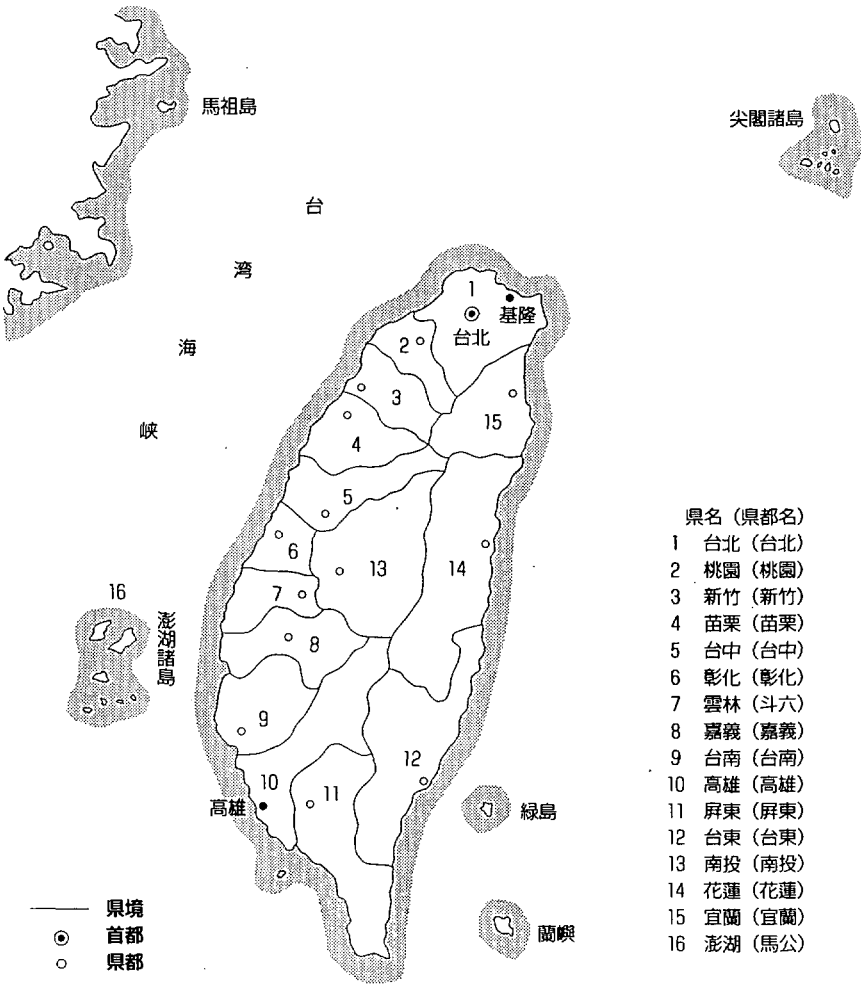 馬祖島
尖閣諸島
台湾海峡
1
基隆
台北
2
3
15
4
5
6
13
14
7
8
16
澎湖諸島
9
12
10
11
高雄
緑島
蘭嶼
県境
首都
県都
県名（県都名）
1 台北（台北）
2 桃園（桃園）
3 新竹（新竹）
4 苗栗（苗栗）
5 台中（台中）
6 彰化（彰化）
7 雲林（斗六）
8 嘉義（嘉義）
9 台南（台南）
10 高雄（高雄）
11 屏東（屏東）
12 台東（台東）
13 南投（南投）
14 花蓮（花蓮）
15 宜蘭（宜蘭）
16 澎湖（馬公）